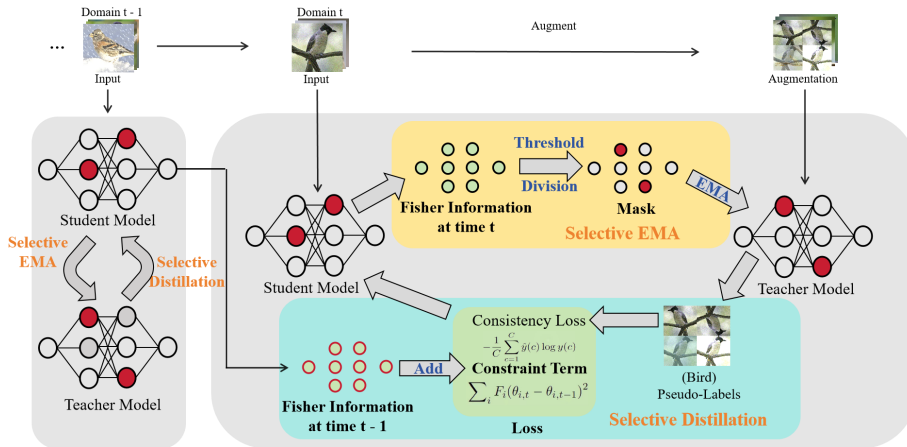 Domain t - 1
Domain t
Augment
...
Input
Input
Augmentation
Student Model
Selective
EMA
Selective
Distillation
Teacher Model
Fisher Information
at time t
Threshold
Division
Mask
EMA
Selective EMA
Student Model
Teacher Model
Consistency Loss
$-\frac{1}{C}\sum_{c=1}^{C}\hat{y}(c)\log y(c)$
Constraint Term
$\sum_i F_i(\theta_{i,t} - \theta_{i,t-1})^2$
Add
Fisher Information
at time t - 1
Loss
(Bird)
Pseudo-Labels
Selective Distillation